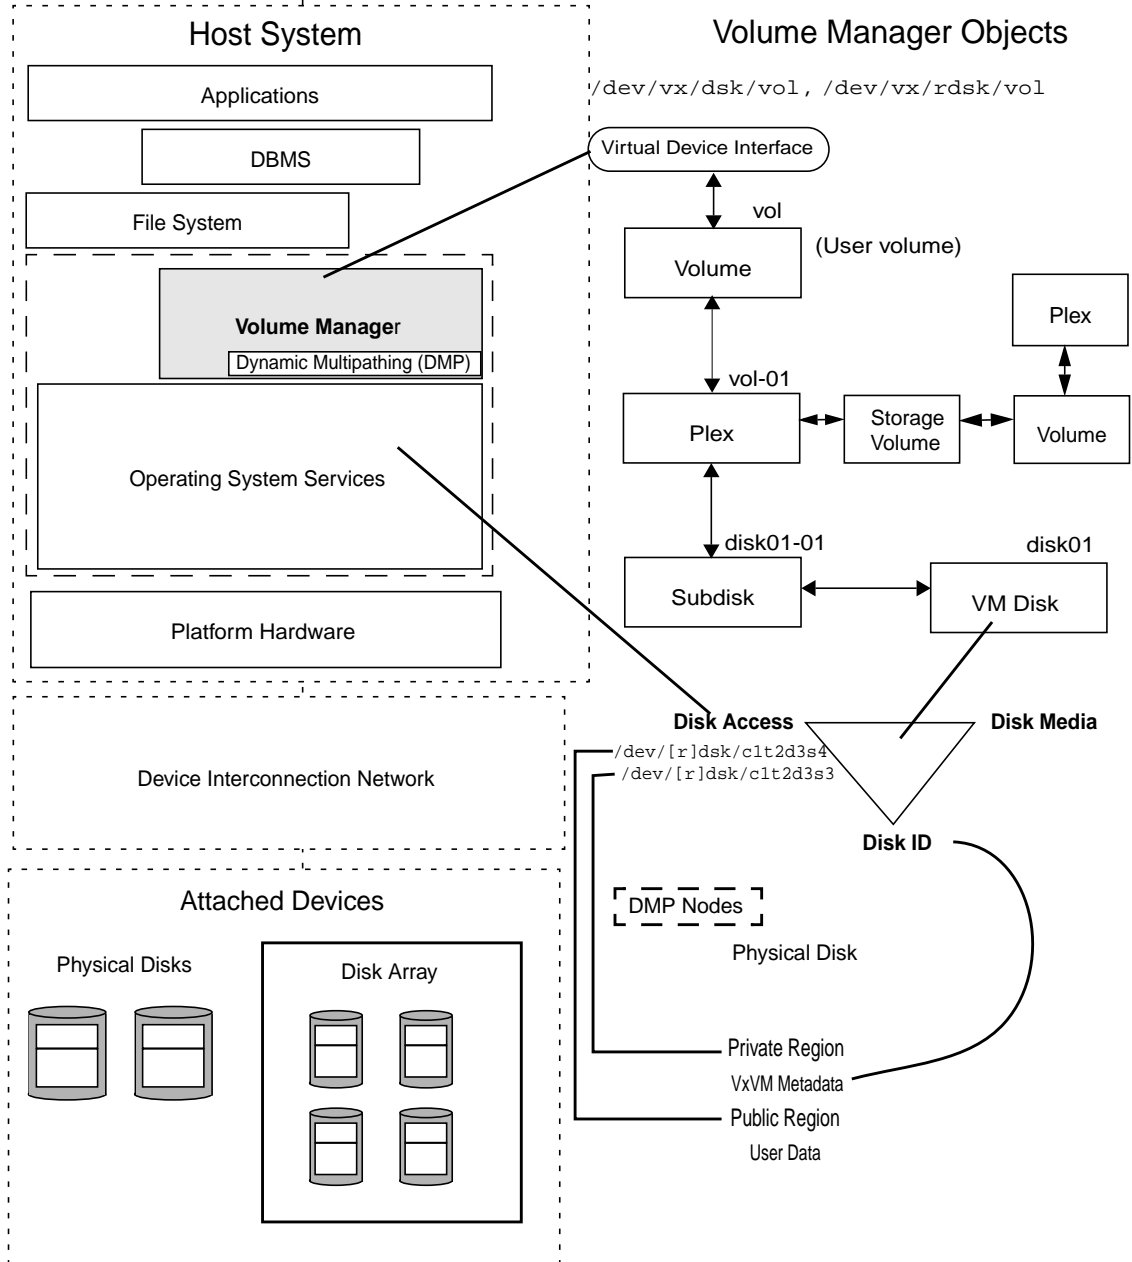 Host System
Applications
DBMS
File System
Volume Manager
Dynamic Multipathing (DMP)
Operating System Services
Platform Hardware
Device Interconnection Network
Attached Devices
Physical Disks
Disk Array
Volume Manager Objects
/dev/vx/dsk/vol, /dev/vx/rdsk/vol
Virtual Device Interface
vol
(User volume)
Volume
Plex
vol-01
Plex
Storage
Volume
Volume
disk01-01
disk01
Subdisk
VM Disk
Disk Access
Disk Media
/dev/[r]dsk/c1t2d3s4
/dev/[r]dsk/c1t2d3s3
Disk ID
DMP Nodes
Physical Disk
Private Region
VxVM Metadata
Public Region
User Data